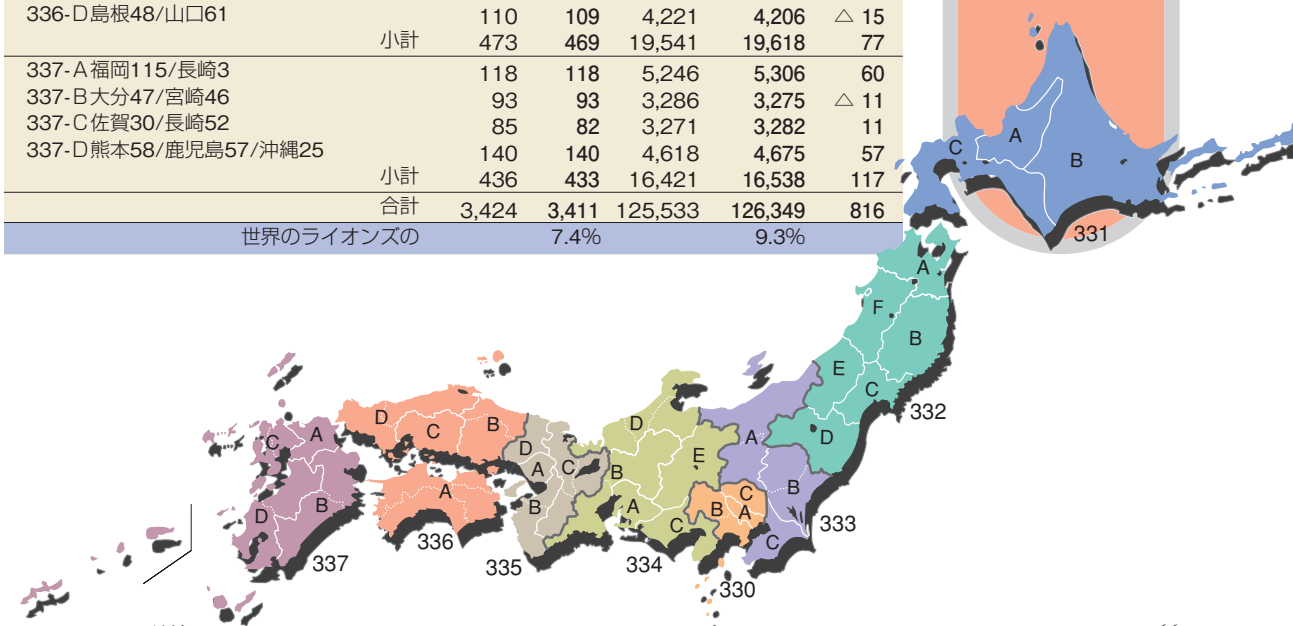 336-D島根48/山口61 110 109 4,221 4,206 △ 15
小計 473 469 19,541 19,618 77
337-A福岡115/長崎3 118 118 5,246 5,306 60
337-B大分47/宮崎46 93 93 3,286 3,275 △ 11
337-C佐賀30/長崎52 85 82 3,271 3,282 11
337-D熊本58/鹿児島57/沖縄25 140 140 4,618 4,675 57
小計 436 433 16,421 16,538 117
合計 3,424 3,411 125,533 126,349 816
世界のライオンズの 7.4% 9.3%
C A B
331
A
F
B
E
C
332
D
D C B
D A C
B
335
D
E
B
A
C
334
A
B
C
333
C
B A
330
A
336
C A
B
D
337